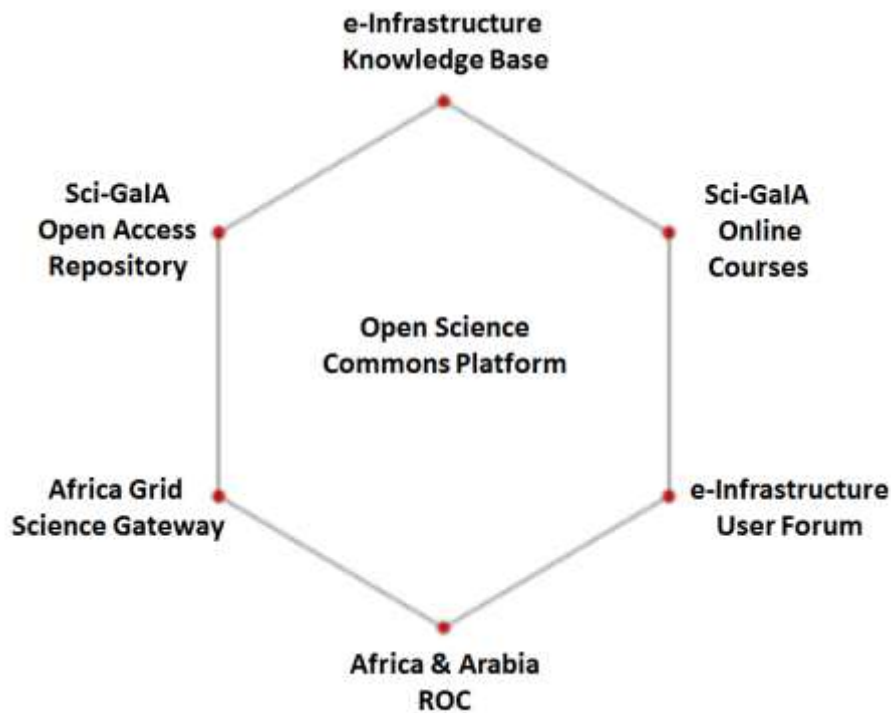 e-Infrastructure
Knowledge Base
Sci-GaIA
Open Access
Repository
Sci-GaIA
Online
Courses
Open Science
Commons Platform
Africa Grid
Science Gateway
e-Infrastructure
User Forum
Africa & Arabia
ROC